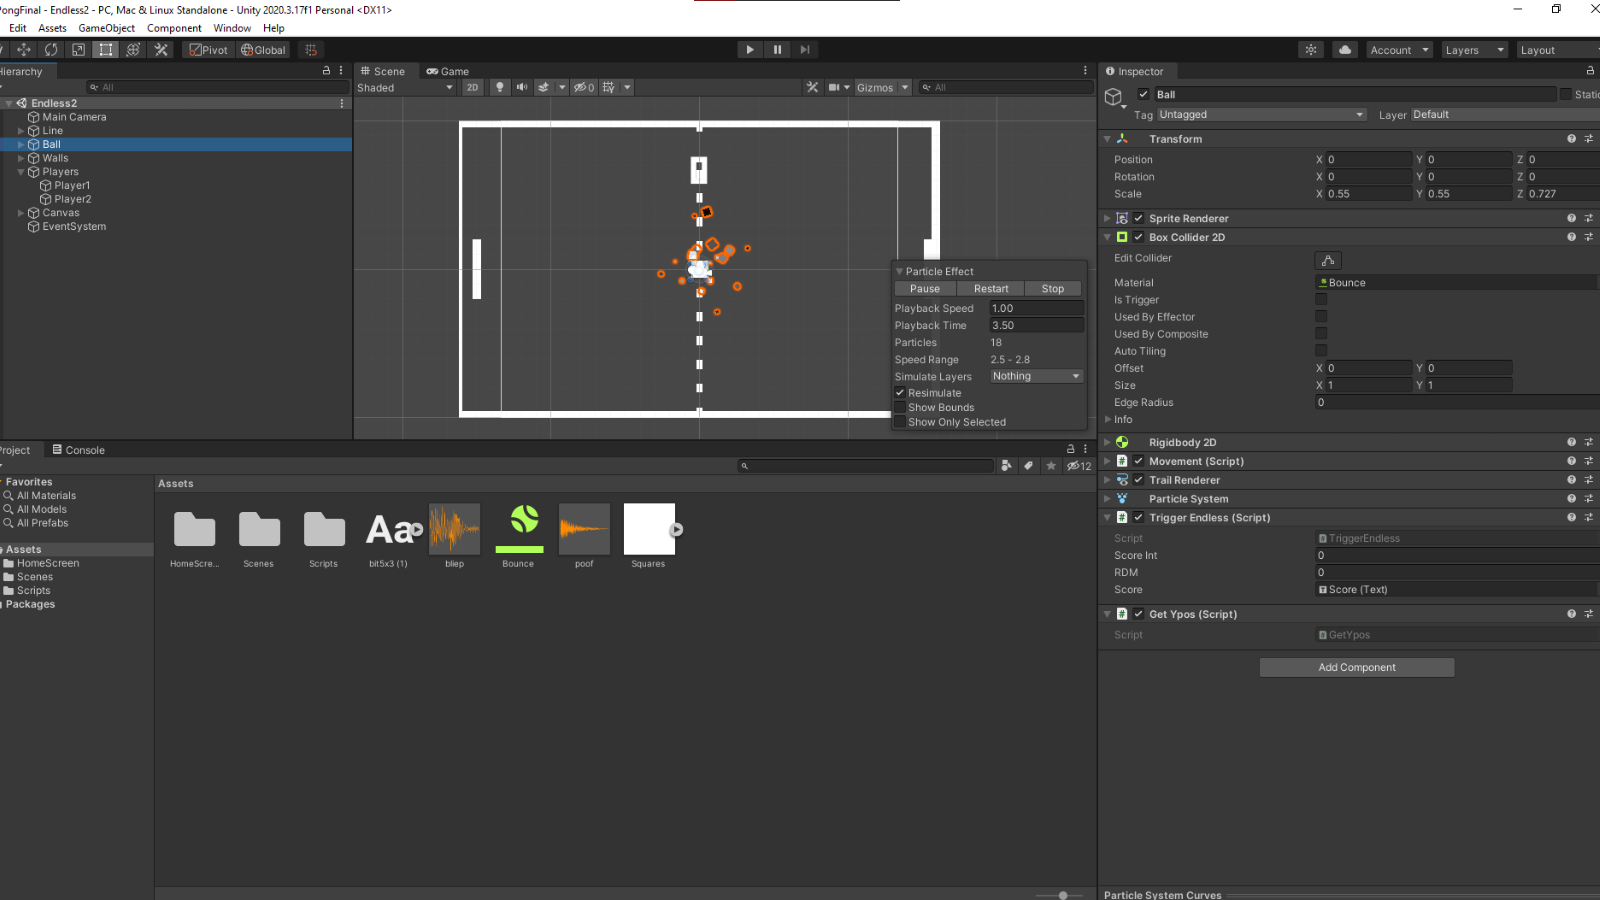 PongFinal - Endless2 - PC, Mac & Linux Standalone - Unity 2020.3.17f1 Personal <DX11>
Edit Assets GameObject Component Window Help
Pivot Global Account Layers Layout
Hierarchy
All
Endless2
Main Camera
Line
Ball
Walls
Players
Player1
Player2
Canvas
EventSystem
Scene Game
Shaded 2D 0 Gizmos All
Particle Effect
Pause Restart Stop
Playback Speed 1.00
Playback Time 3.50
Particles 18
Speed Range 2.5 - 2.8
Simulate Layers Nothing
Resimulate
Show Bounds
Show Only Selected
Inspector
Ball Static
Tag Untagged Layer Default
Transform
Position X 0 Y 0 Z 0
Rotation X 0 Y 0 Z 0
Scale X 0.55 Y 0.55 Z 0.727
Sprite Renderer
Box Collider 2D
Edit Collider
Material Bounce
Is Trigger
Used By Effector
Used By Composite
Auto Tiling
Offset X 0 Y 0
Size X 1 Y 1
Edge Radius 0
Info
Rigidbody 2D
Movement (Script)
Trail Renderer
Particle System
Trigger Endless (Script)
Script TriggerEndless
Score Int 0
RDM 0
Score Score (Text)
Get Ypos (Script)
Script GetYpos
Add Component
Particle System Curves
Project Console
12
Favorites
All Materials
All Models
All Prefabs
Assets
HomeScreen
Scenes
Scripts
Packages
Assets
Aa
HomeScre... Scenes Scripts bit5x3 (1) bliep Bounce poof Squares